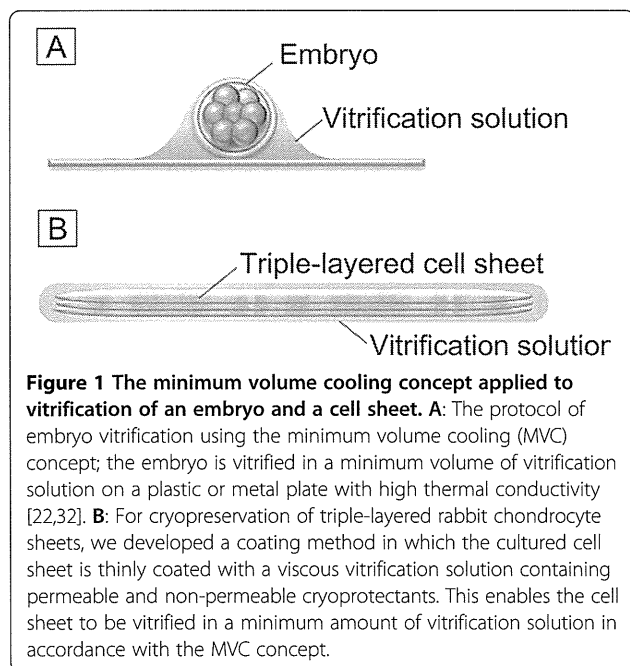 A
Embryo
Vitrification solution
B
Triple-layered cell sheet
Vitrification solutior
Figure 1 The minimum volume cooling concept applied to
vitrification of an embryo and a cell sheet. A: The protocol of
embryo vitrification using the minimum volume cooling (MVC)
concept; the embryo is vitrified in a minimum volume of vitrification
solution on a plastic or metal plate with high thermal conductivity
[22,32]. B: For cryopreservation of triple-layered rabbit chondrocyte
sheets, we developed a coating method in which the cultured cell
sheet is thinly coated with a viscous vitrification solution containing
permeable and non-permeable cryoprotectants. This enables the cell
sheet to be vitrified in a minimum amount of vitrification solution in
accordance with the MVC concept.